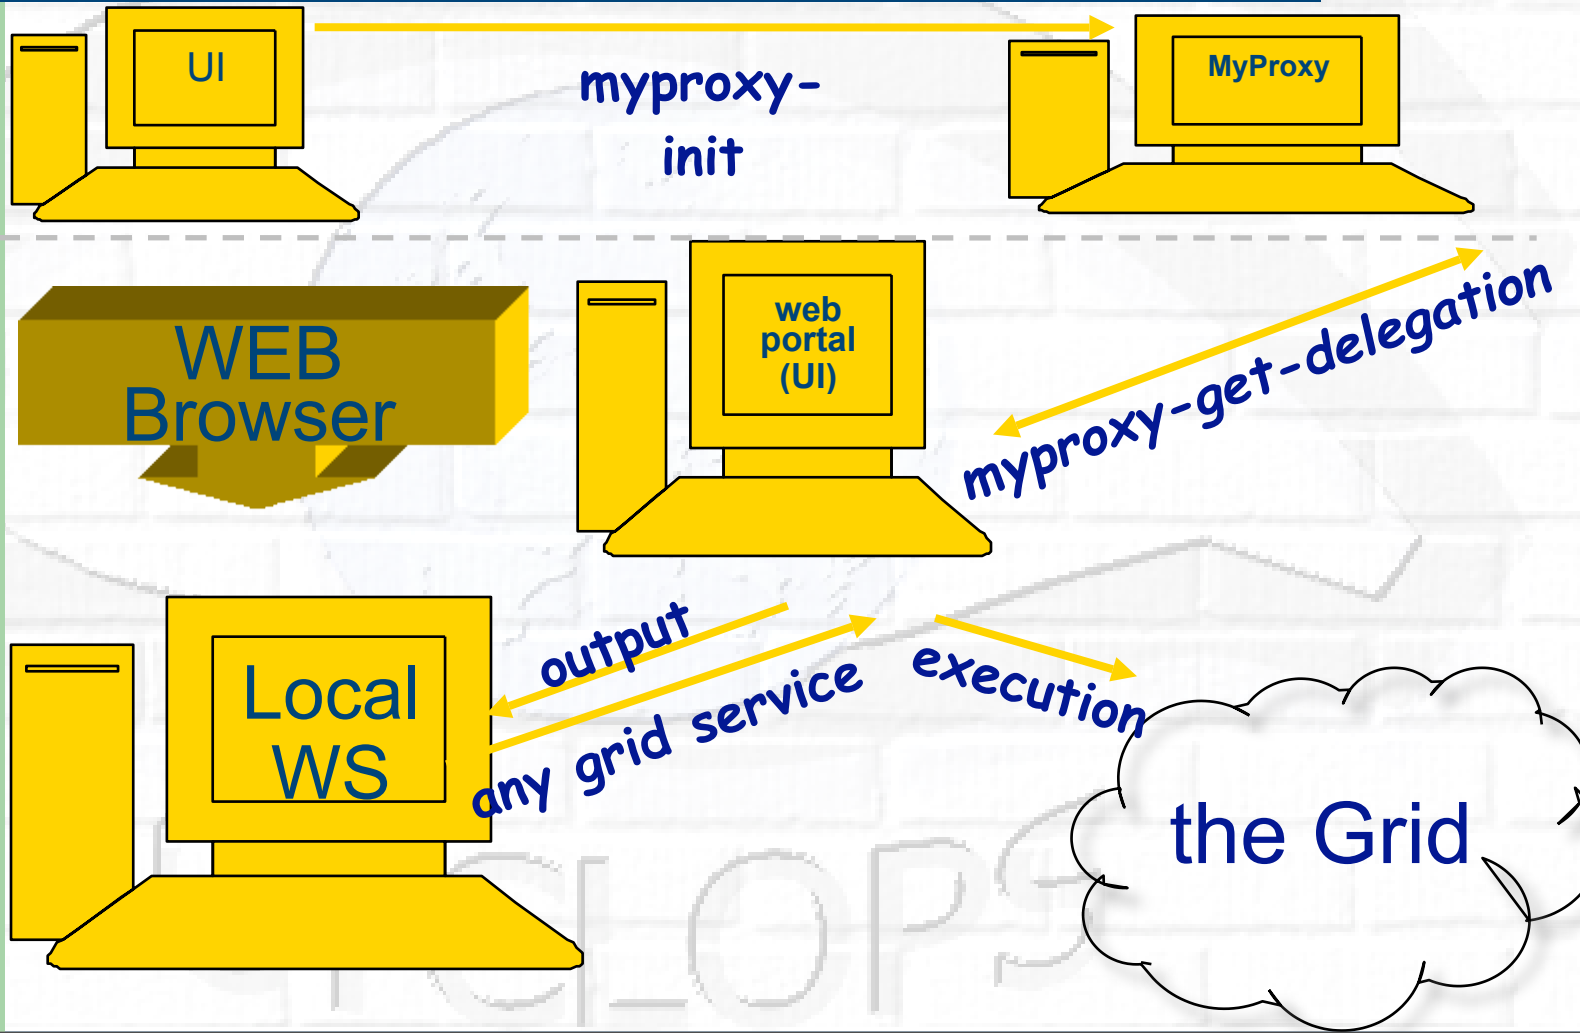 UI
myproxy-
init
MyProxy
WEB
Browser
web
portal
(UI)
myproxy-get-delegation
output
any grid service
execution
Local
WS
the Grid
CYCLOPS